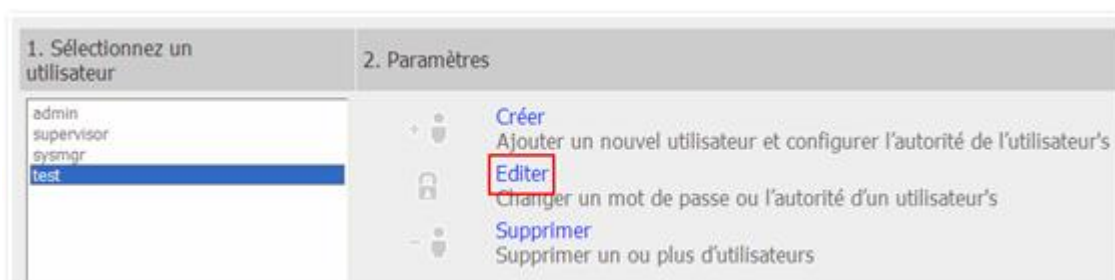 1. Sélectionnez un
utilisateur
2. Paramètres
admin
supervisor
sysmgr
test
Créer
Ajouter un nouvel utilisateur et configurer l'autorité de l'utilisateur's
Editer
Changer un mot de passe ou l'autorité d'un utilisateur's
Supprimer
Supprimer un ou plus d'utilisateurs